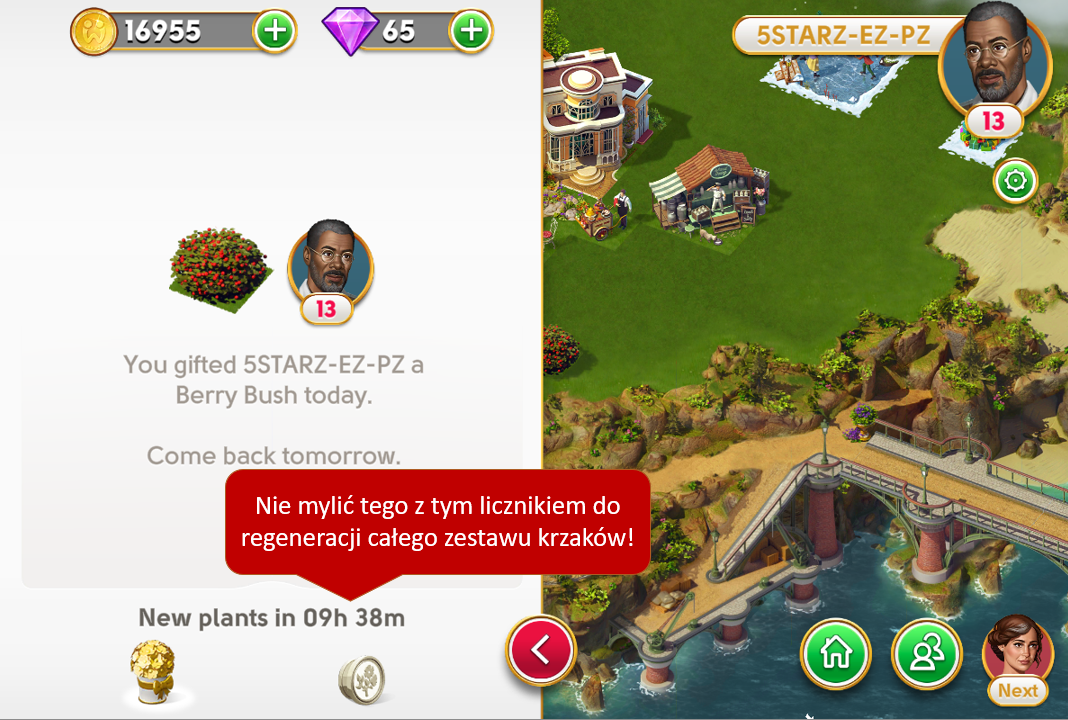 16955
65
5STARZ-EZ-PZ
13
13
You gifted 5STARZ-EZ-PZ a
Berry Bush today.
Come back tomorrow.
Nie mylić tego z tym licznikiem do
regeneracji całego zestawu krzaków!
New plants in 09h 38m
Next